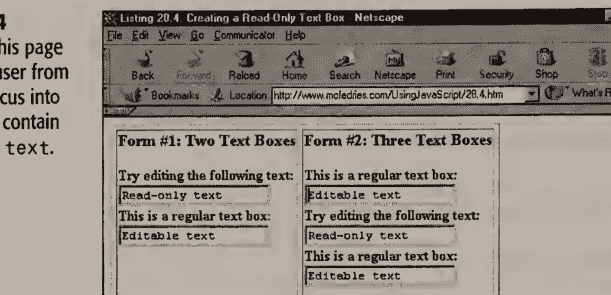 4
his page
user from
cus into
contain
text.
Listing 20.4. Creating a Read-Only Text Box - Netscape
File Edit View Go Communicator Help
Back Forward Reload Home Search Netscape Print Security Shop Stop
Bookmarks Location http://www.mcfedries.com/UsingJavaScript/28.4.htm What's R
Form #1: Two Text Boxes
Try editing the following text:
Read-only text
This is a regular text box:
Editable text
Form #2: Three Text Boxes
This is a regular text box:
Editable text
Try editing the following text:
Read-only text
This is a regular text box:
Editable text